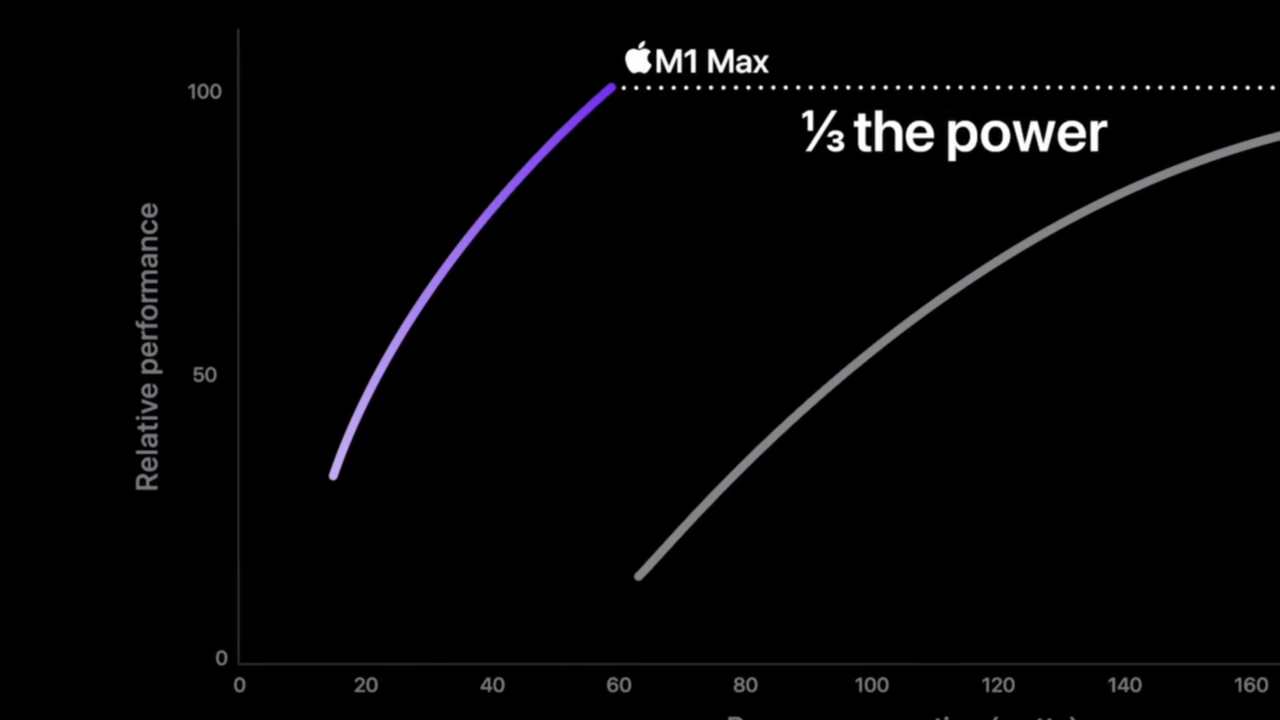 M1 Max
100
⅓ the power
Relative performance
50
0
0 20 40 60 80 100 120 140 160